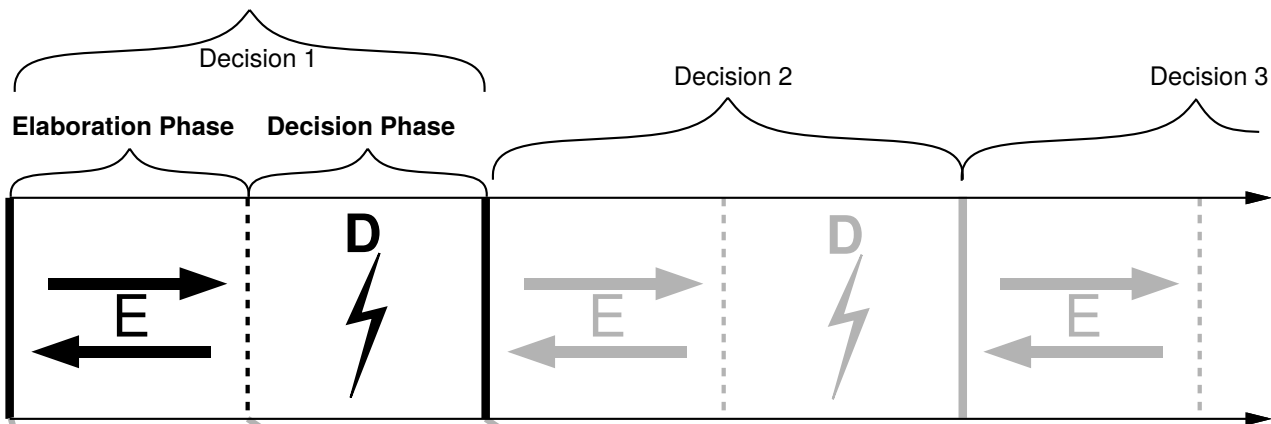 Decision 1
Decision 2
Decision 3
Elaboration Phase
Decision Phase
D
D
E
E
E